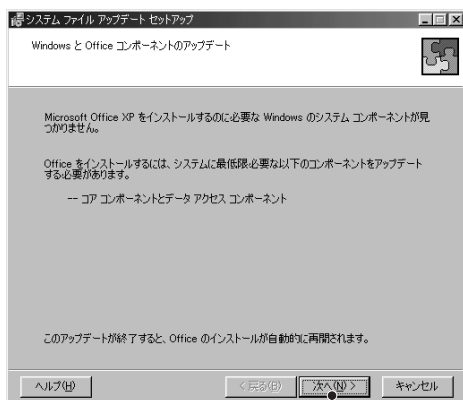 システム ファイル アップデート セットアップ
Windows と Office コンポーネントのアップデート
Microsoft Office XP をインストールするのに必要な Windows のシステム コンポーネントが見
つかりません。
Office をインストールするには、システムに最低限必要な以下のコンポーネントをアップデート
する必要があります。
-- コア コンポーネントとデータ アクセス コンポーネント
このアップデートが終了すると、Office のインストールが自動的に再開されます。
ヘルプ(H) < 戻る(B) 次へ(N) > キャンセル